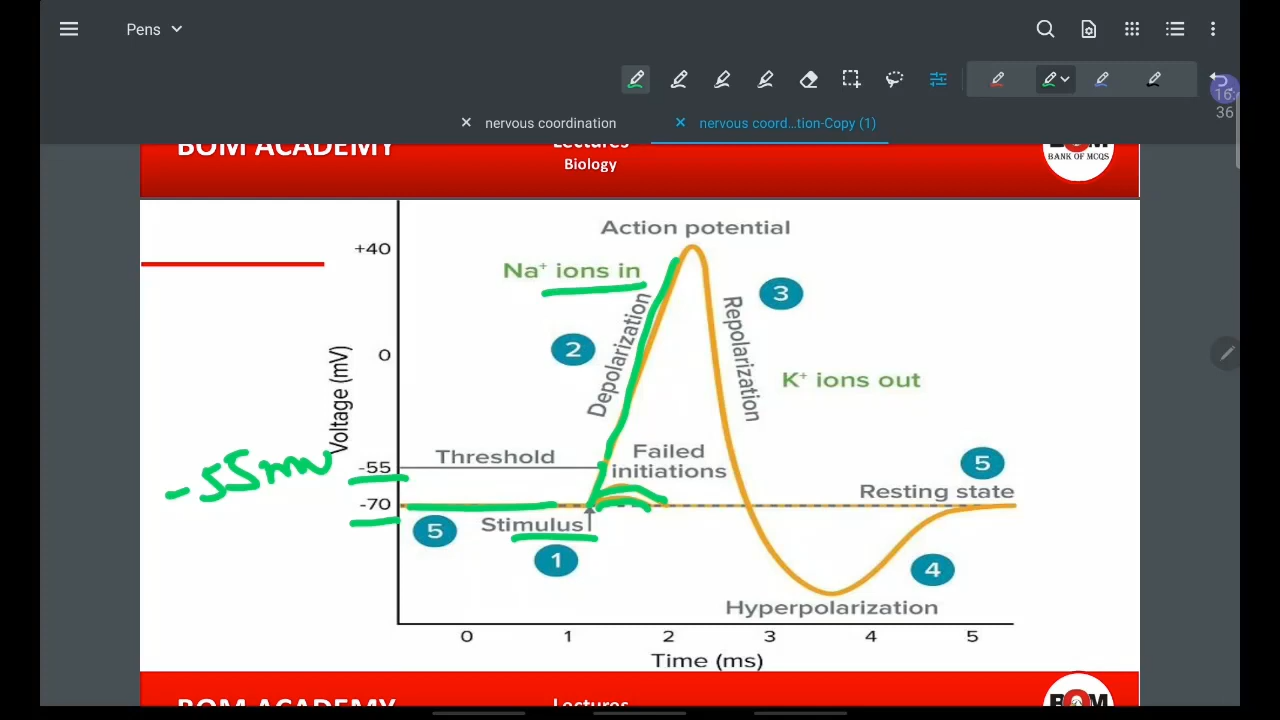 Pens
16:
36
nervous coordination
nervous coord...tion-Copy (1)
BOM ACADEMY
Lectures
Biology
BANK OF MCQS
Action potential
+40
Na⁺ ions in
3
2
Depolarization
Repolarization
0
K⁺ ions out
Voltage (mV)
Threshold
Failed
initiations
-55mv
-55
5
Resting state
-70
5
Stimulus
1
4
Hyperpolarization
0 1 2 3 4 5
Time (ms)
BOM ACADEMY
Lectures
BOM